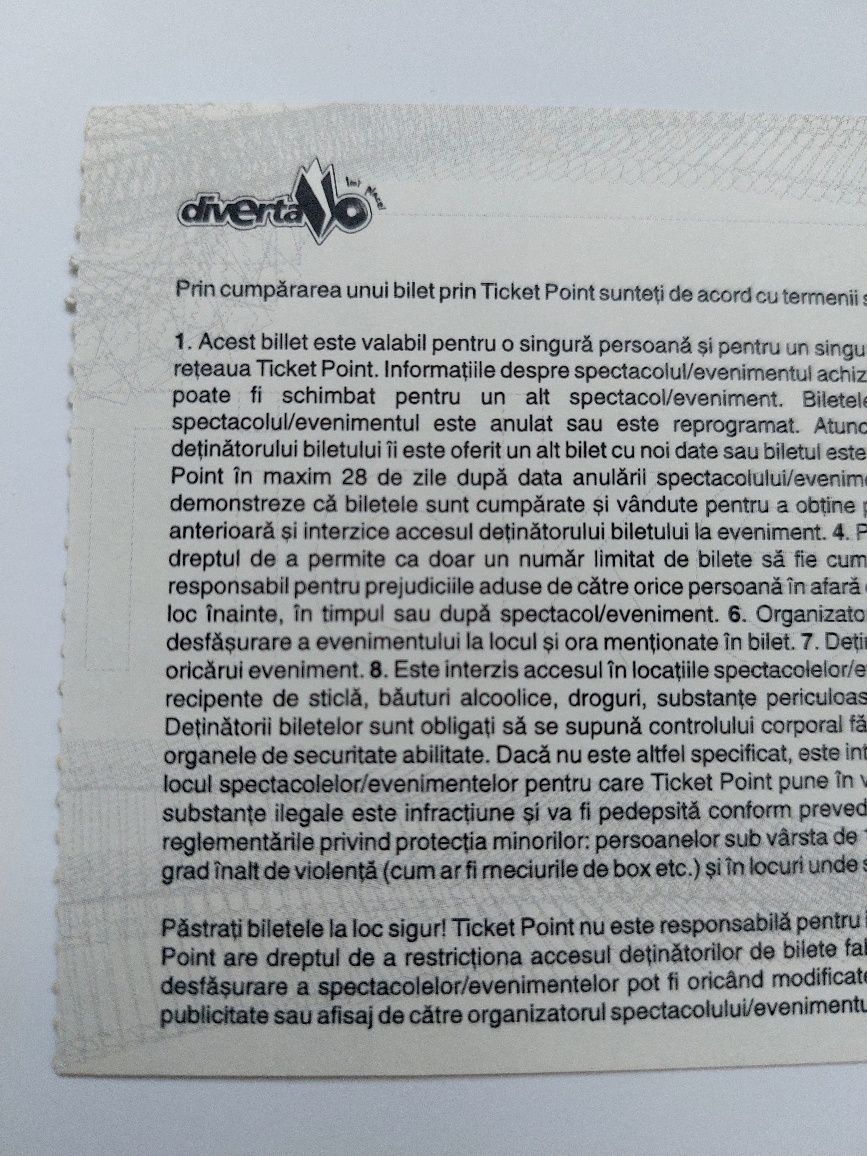 diverta
îmi place!
Prin cumpărarea unui bilet prin Ticket Point sunteți de acord cu termenii
1. Acest billet este valabil pentru o singură persoană și pentru un singu
rețeaua Ticket Point. Informațiile despre spectacolul/evenimentul achiz
poate fi schimbat pentru un alt spectacol/eveniment. Biletele
spectacolul/evenimentul este anulat sau este reprogramat. Atunc
deținătorului biletului îi este oferit un alt bilet cu noi date sau biletul este
Point în maxim 28 de zile după data anulării spectacolului/evenim
demonstreze că biletele sunt cumpărate și vândute pentru a obține
anterioară și interzice accesul deținătorului biletului la eveniment. 4. P
dreptul de a permite ca doar un număr limitat de bilete să fie cum
responsabil pentru prejudiciile aduse de către orice persoană în afară
loc înainte, în timpul sau după spectacol/eveniment. 6. Organizato
desfășurare a evenimentului la locul și ora menționate în bilet. 7. Deți
oricărui eveniment. 8. Este interzis accesul în locațiile spectacolelor/e
recipente de sticlă, băuturi alcoolice, droguri, substanțe periculoas
Deținătorii biletelor sunt obligați să se supună controlului corporal fă
organele de securitate abilitate. Dacă nu este altfel specificat, este int
locul spectacolelor/evenimentelor pentru care Ticket Point pune în v
substanțe ilegale este infracțiune și va fi pedepsită conform preved
reglementările privind protecția minorilor: persoanelor sub vârsta de 1
grad înalt de violență (cum ar fi meciurile de box etc.) și în locuri unde s
Păstrați biletele la loc sigur! Ticket Point nu este responsabilă pentru
Point are dreptul de a restricționa accesul deținătorilor de bilete fal
desfășurare a spectacolelor/evenimentelor pot fi oricând modificate
publicitate sau afisaj de către organizatorul spectacolului/evenimentu